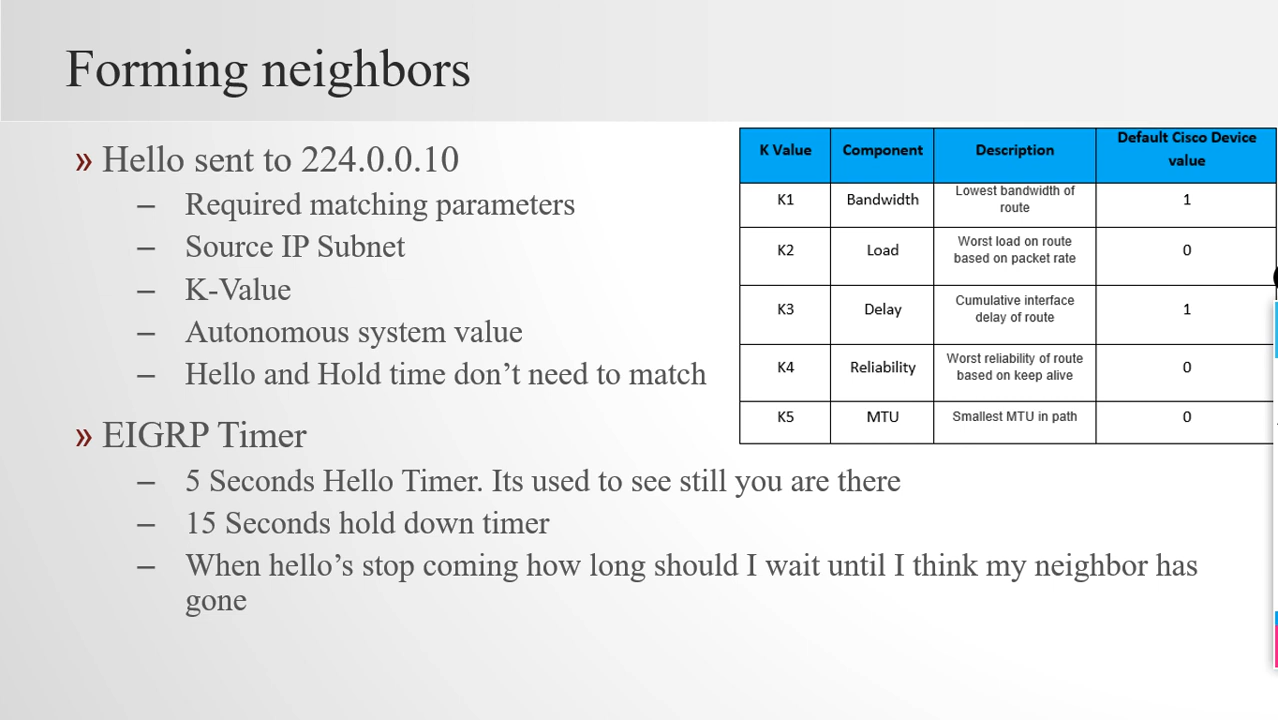 Forming neighbors
» Hello sent to 224.0.0.10
– Required matching parameters
– Source IP Subnet
– K-Value
– Autonomous system value
– Hello and Hold time don’t need to match
» EIGRP Timer
– 5 Seconds Hello Timer. Its used to see still you are there
– 15 Seconds hold down timer
– When hello’s stop coming how long should I wait until I think my neighbor has
gone
K Value Component Description Default Cisco Device
value
K1 Bandwidth Lowest bandwidth of
route 1
K2 Load Worst load on route
based on packet rate 0
K3 Delay Cumulative interface
delay of route 1
K4 Reliability Worst reliability of route
based on keep alive 0
K5 MTU Smallest MTU in path 0